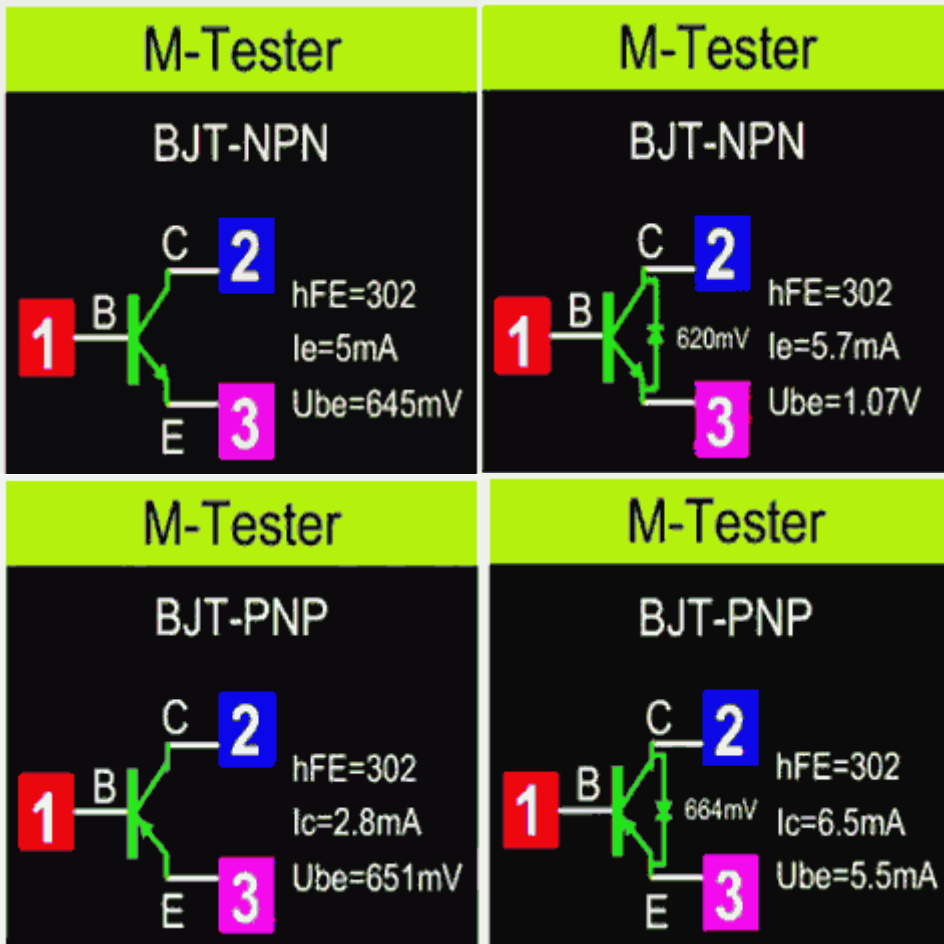 M-Tester
BJT-NPN
C
2
1
B
hFE=302
Ie=5mA
Ube=645mV
3
E
M-Tester
BJT-NPN
C
2
1
B
620mV
hFE=302
Ie=5.7mA
Ube=1.07V
3
M-Tester
BJT-PNP
C
2
1
B
hFE=302
Ic=2.8mA
Ube=651mV
3
E
M-Tester
BJT-PNP
C
2
1
B
664mV
hFE=302
Ic=6.5mA
Ube=5.5mA
3
E